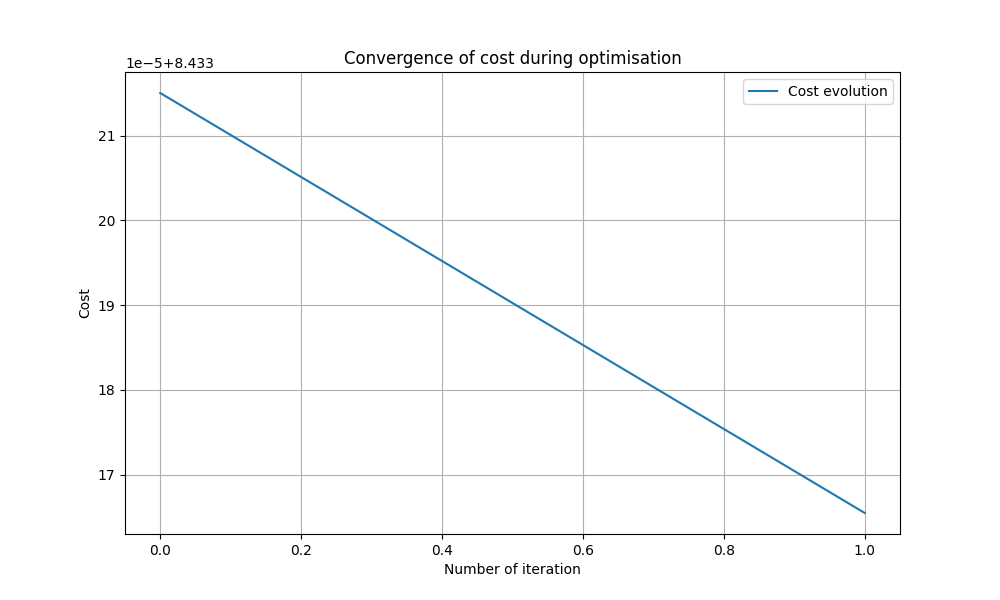 Convergence of cost during optimisation
1e−5+8.433
Cost evolution
21
20
19
18
17
Cost
0.0 0.2 0.4 0.6 0.8 1.0
Number of iteration